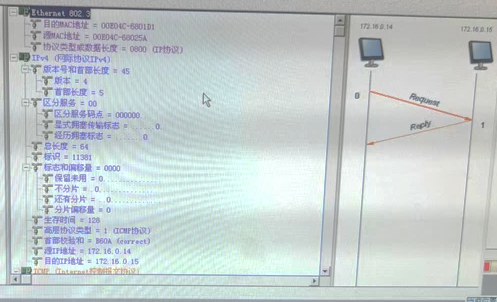 Ethernet 802.3
目的MAC地址 = 00E04C-6801D1
源MAC地址 = 00E04C-68025A
协议类型或数据长度 = 0800 (IP协议)
IPv4 (网际协议IPv4)
版本号和首部长度 = 45
版本 = 4
首部长度 = 5
区分服务 = 00
区分服务码点 = 000000
显式拥塞传输标志 = ......0.
经历拥塞标志 = .......0
总长度 = 64
标识 = 11381
标志和偏移量 = 0000
保留未用 = 0...............
不分片 = .0..............
还有分片 = ..0.............
分片偏移量 = 0
生存时间 = 128
高层协议类型 = 1 (ICMP协议)
首部校验和 = B60A (correct)
源IP地址 = 172.16.0.14
目的IP地址 = 172.16.0.15
ICMP (Internet控制报文协议)
172.16.0.14
172.16.0.15
0
Request
Reply
1